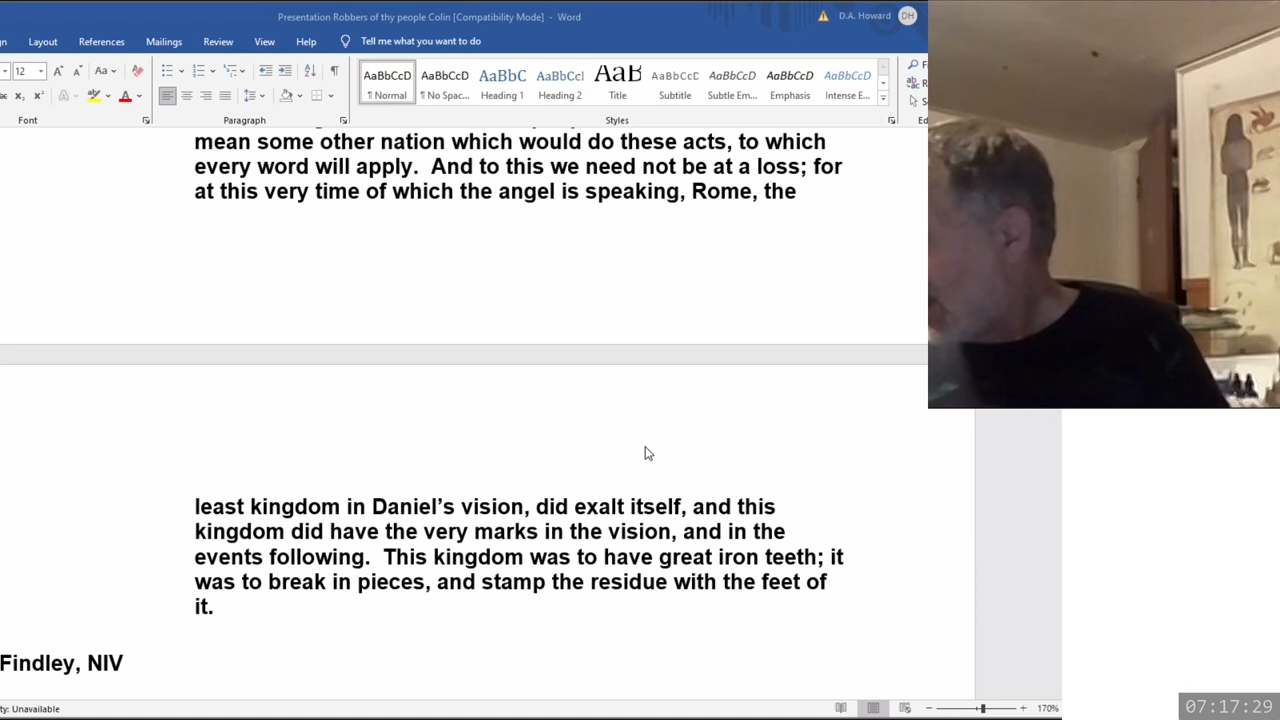 Presentation Robbers of thy people Colin [Compatibility Mode] - Word
D.A. Howard
DH
Layout References Mailings Review View Help Tell me what you want to do
12
Aa
AaBbCcD AaBbCcD AaBbC AaBbCcI AaB AaBbCcD AaBbCcD AaBbCcD AaBbCcD
¶ Normal ¶ No Spac... Heading 1 Heading 2 Title Subtitle Subtle Em... Emphasis Intense E...
Font Paragraph Styles
mean some other nation which would do these acts, to which
every word will apply. And to this we need not be at a loss; for
at this very time of which the angel is speaking, Rome, the
least kingdom in Daniel's vision, did exalt itself, and this
kingdom did have the very marks in the vision, and in the
events following. This kingdom was to have great iron teeth; it
was to break in pieces, and stamp the residue with the feet of
it.
Findley, NIV
ty: Unavailable
170%
07:17:29